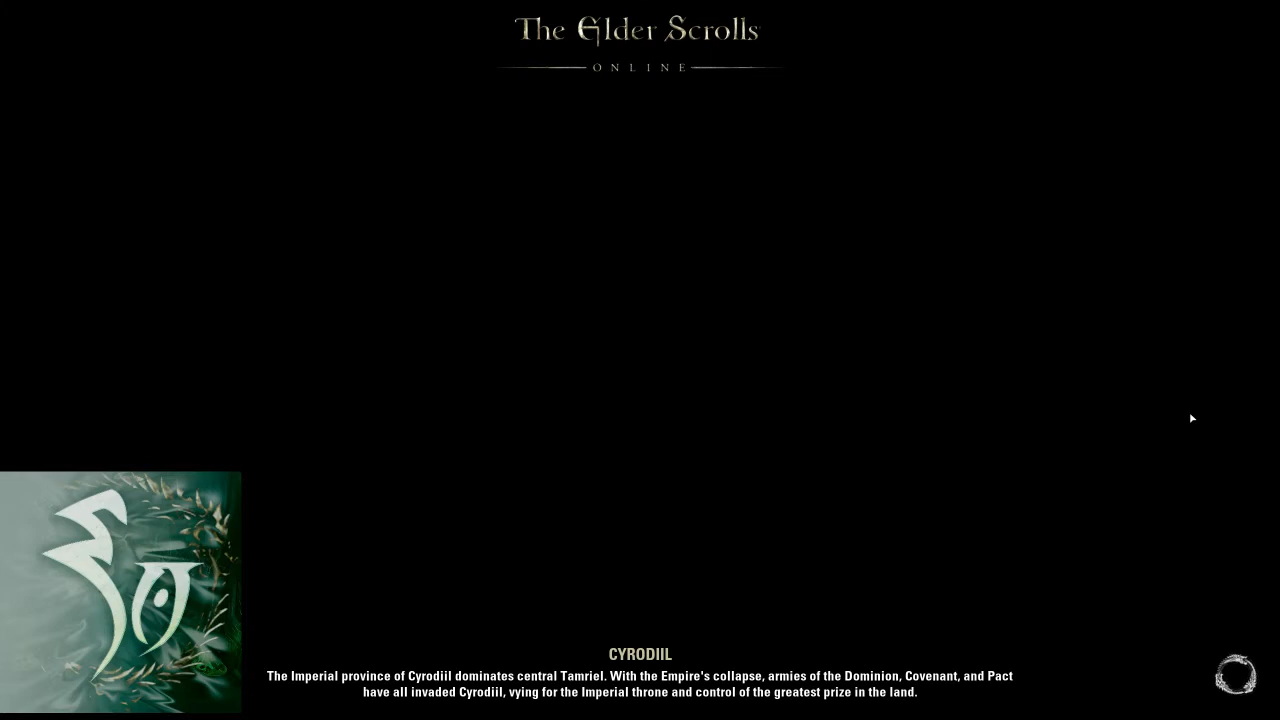 The Elder Scrolls
ONLINE
CYRODIIL
The Imperial province of Cyrodiil dominates central Tamriel. With the Empire's collapse, armies of the Dominion, Covenant, and Pact
have all invaded Cyrodiil, vying for the Imperial throne and control of the greatest prize in the land.